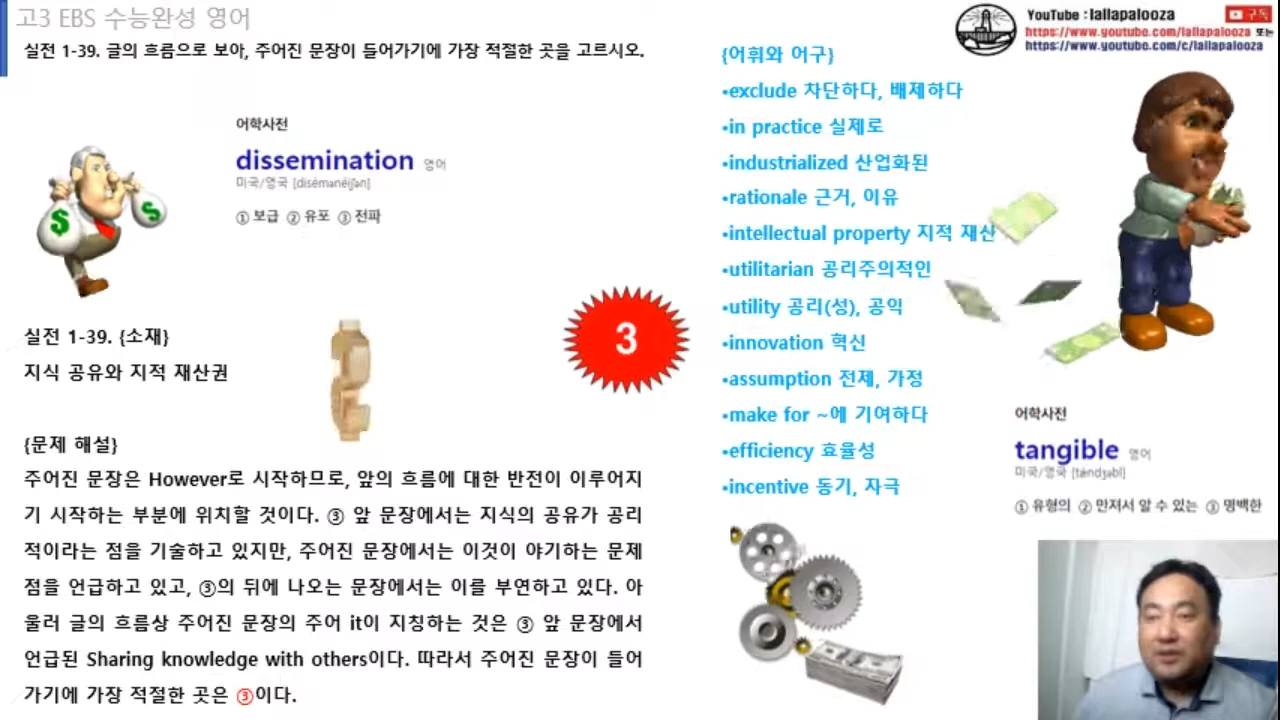 고3 EBS 수능완성 영어
실전 1-39. 글의 흐름으로 보아, 주어진 문장이 들어가기에 가장 적절한 곳을 고르시오.
YouTube : lallapalooza
구독
https://www.youtube.com/lallapalooza 또는
https://www.youtube.com/c/lallapalooza
어학사전
dissemination 영어
미국/영국 [disèmənéiʃən]
① 보급 ② 유포 ③ 전파
$
$
실전 1-39. {소재}
지식 공유와 지적 재산권
3
{문제 해설}
주어진 문장은 However로 시작하므로, 앞의 흐름에 대한 반전이 이루어지
기 시작하는 부분에 위치할 것이다. ③ 앞 문장에서는 지식의 공유가 공리
적이라는 점을 기술하고 있지만, 주어진 문장에서는 이것이 야기하는 문제
점을 언급하고 있고, ③의 뒤에 나오는 문장에서는 이를 부연하고 있다. 아
울러 글의 흐름상 주어진 문장의 주어 it이 지칭하는 것은 ③ 앞 문장에서
언급된 Sharing knowledge with others이다. 따라서 주어진 문장이 들어
가기에 가장 적절한 곳은 ③이다.
{어휘와 어구}
•exclude 차단하다, 배제하다
•in practice 실제로
•industrialized 산업화된
•rationale 근거, 이유
•intellectual property 지적 재산
•utilitarian 공리주의적인
•utility 공리(성), 공익
•innovation 혁신
•assumption 전제, 가정
•make for ~에 기여하다
•efficiency 효율성
•incentive 동기, 자극
어학사전
tangible 영어
미국/영국 [tǽndʒəbl]
① 유형의 ② 만져서 알 수 있는 ③ 명백한